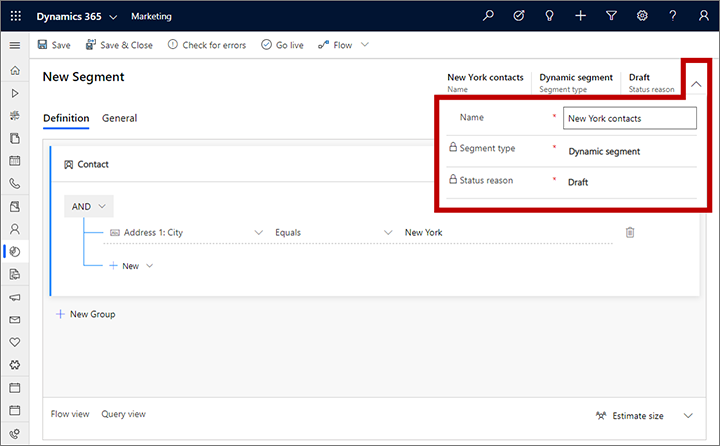 Dynamics 365 Marketing
Save Save & Close Check for errors Go live Flow
New Segment
New York contacts Dynamic segment Draft
Name Segment type Status reason
Definition General
Name * New York contacts
Segment type * Dynamic segment
Status reason * Draft
Contact
AND
Address 1: City Equals New York
+ New
+ New Group
Flow view Query view Estimate size